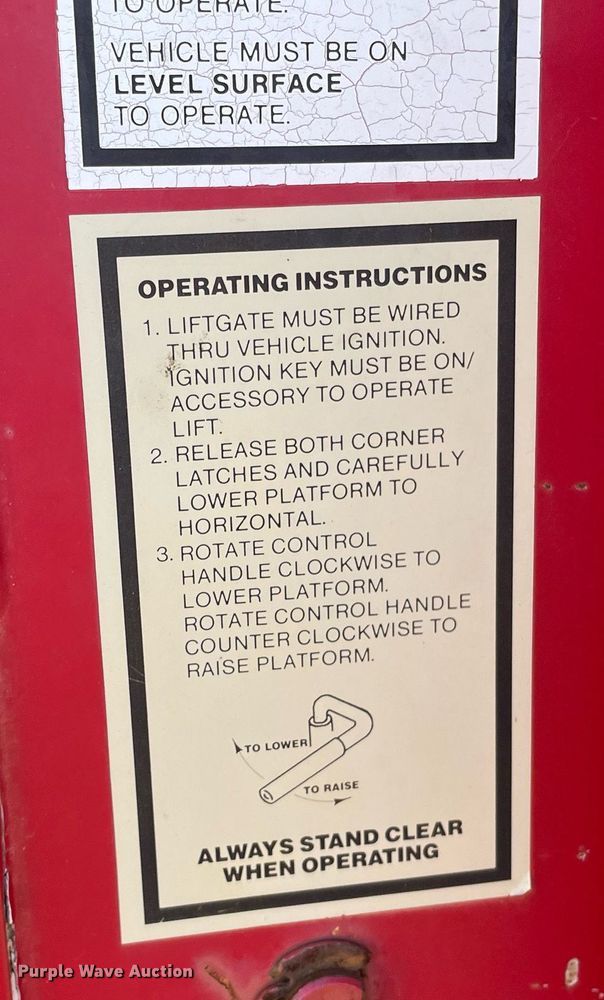 TO OPERATE.
VEHICLE MUST BE ON
LEVEL SURFACE
TO OPERATE.
OPERATING INSTRUCTIONS
1. LIFTGATE MUST BE WIRED
THRU VEHICLE IGNITION.
IGNITION KEY MUST BE ON/
ACCESSORY TO OPERATE
LIFT.
2. RELEASE BOTH CORNER
LATCHES AND CAREFULLY
LOWER PLATFORM TO
HORIZONTAL.
3. ROTATE CONTROL
HANDLE CLOCKWISE TO
LOWER PLATFORM.
ROTATE CONTROL HANDLE
COUNTER CLOCKWISE TO
RAISE PLATFORM.
TO LOWER
TO RAISE
ALWAYS STAND CLEAR
WHEN OPERATING
Purple Wave Auction